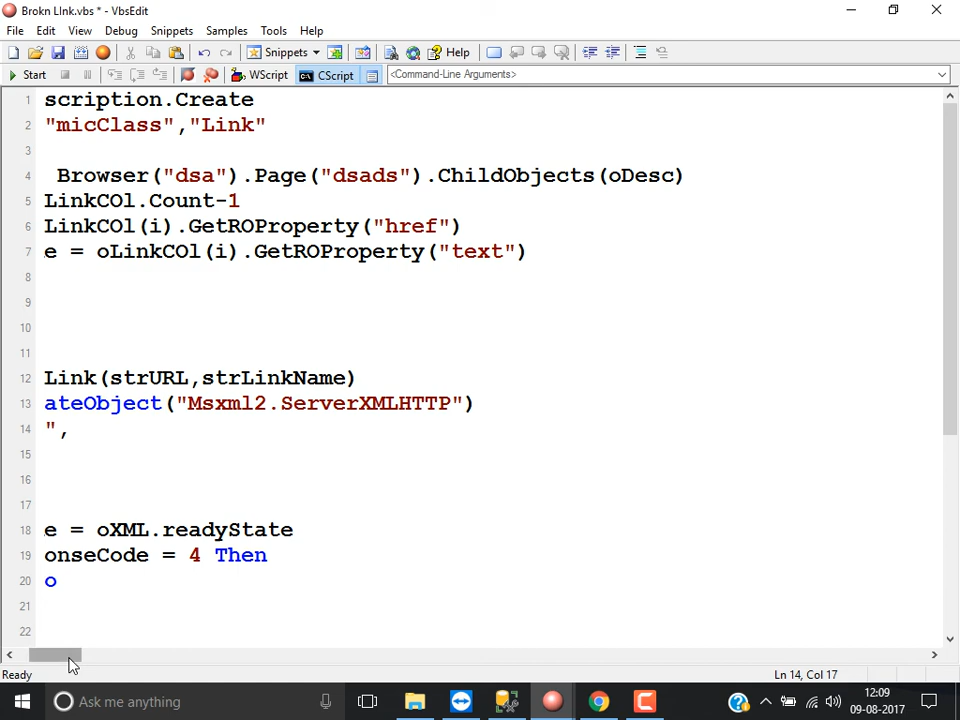 Brokn LInk.vbs * - VbsEdit
File Edit View Debug Snippets Samples Tools Help
Snippets Help
Start WScript CScript <Command-Line Arguments>
1 scription.Create
2 "micClass","Link"
3
4 Browser("dsa").Page("dsads").ChildObjects(oDesc)
5 LinkCOl.Count-1
6 LinkCOl(i).GetROProperty("href")
7 e = oLinkCOl(i).GetROProperty("text")
8
9
10
11
12 Link(strURL,strLinkName)
13 ateObject("Msxml2.ServerXMLHTTP")
14 ",
15
16
17
18 e = oXML.readyState
19 onseCode = 4 Then
20 o
21
22
Ready Ln 14, Col 17
Ask me anything
12:09
09-08-2017